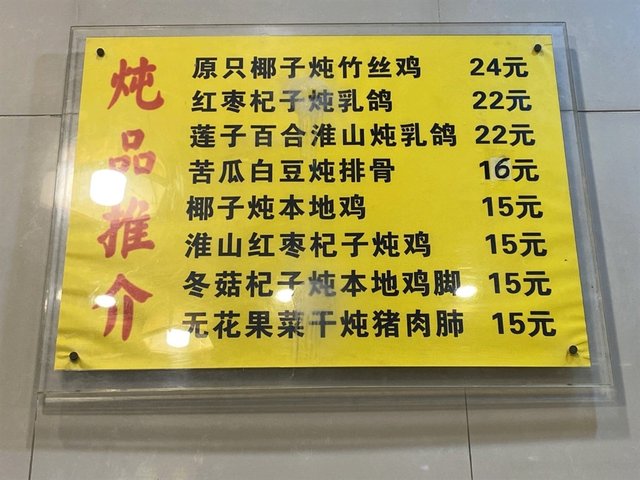 炖品推介
原只椰子炖竹丝鸡 24元
红枣杞子炖乳鸽 22元
莲子百合淮山炖乳鸽 22元
苦瓜白豆炖排骨 16元
椰子炖本地鸡 15元
淮山红枣杞子炖鸡 15元
冬菇杞子炖本地鸡脚 15元
无花果菜干炖猪肉肺 15元